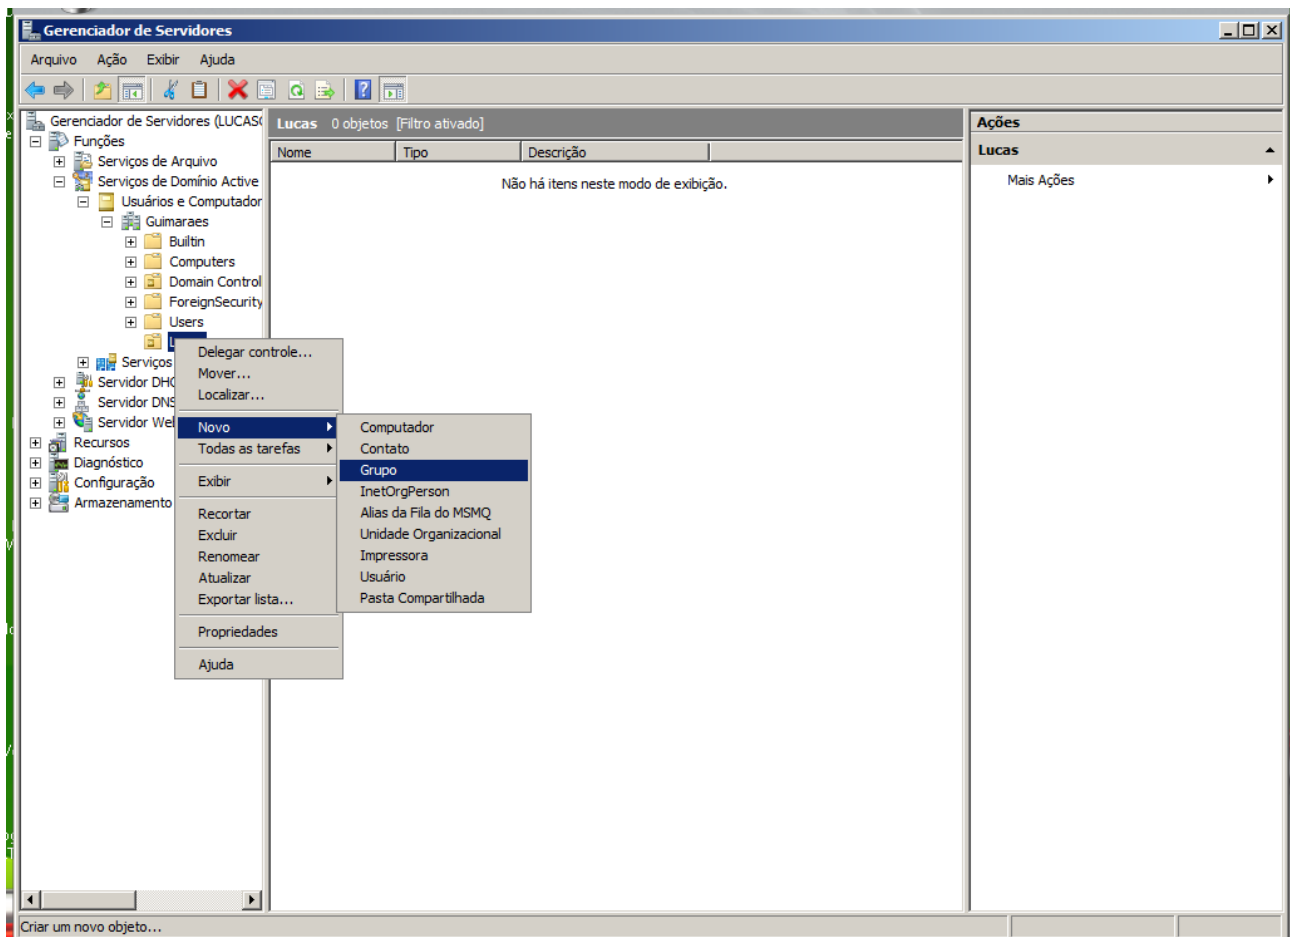 Gerenciador de Servidores
Arquivo Ação Exibir Ajuda
Gerenciador de Servidores (LUCAS
Funções
Serviços de Arquivo
Serviços de Domínio Active
Usuários e Computador
Guimaraes
Builtin
Computers
Domain Control
ForeignSecurity
Users
Serviços
Servidor DHC
Servidor DNS
Servidor We
Recursos
Diagnóstico
Configuração
Armazenamento
Lucas 0 objetos [Filtro ativado]
Nome Tipo Descrição
Não há itens neste modo de exibição.
Ações
Lucas
Mais Ações
Delegar controle...
Mover...
Localizar...
Novo
Todas as tarefas
Exibir
Recortar
Excluir
Renomear
Atualizar
Exportar lista...
Propriedades
Ajuda
Computador
Contato
Grupo
InetOrgPerson
Alias da Fila do MSMQ
Unidade Organizacional
Impressora
Usuário
Pasta Compartilhada
Criar um novo objeto...